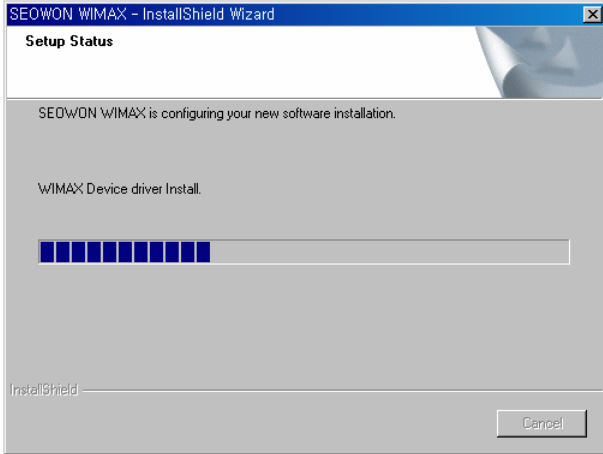 SEOWON WIMAX - InstallShield Wizard
Setup Status
SEOWON WIMAX is configuring your new software installation.
WIMAX Device driver Install.
InstallShield
Cancel